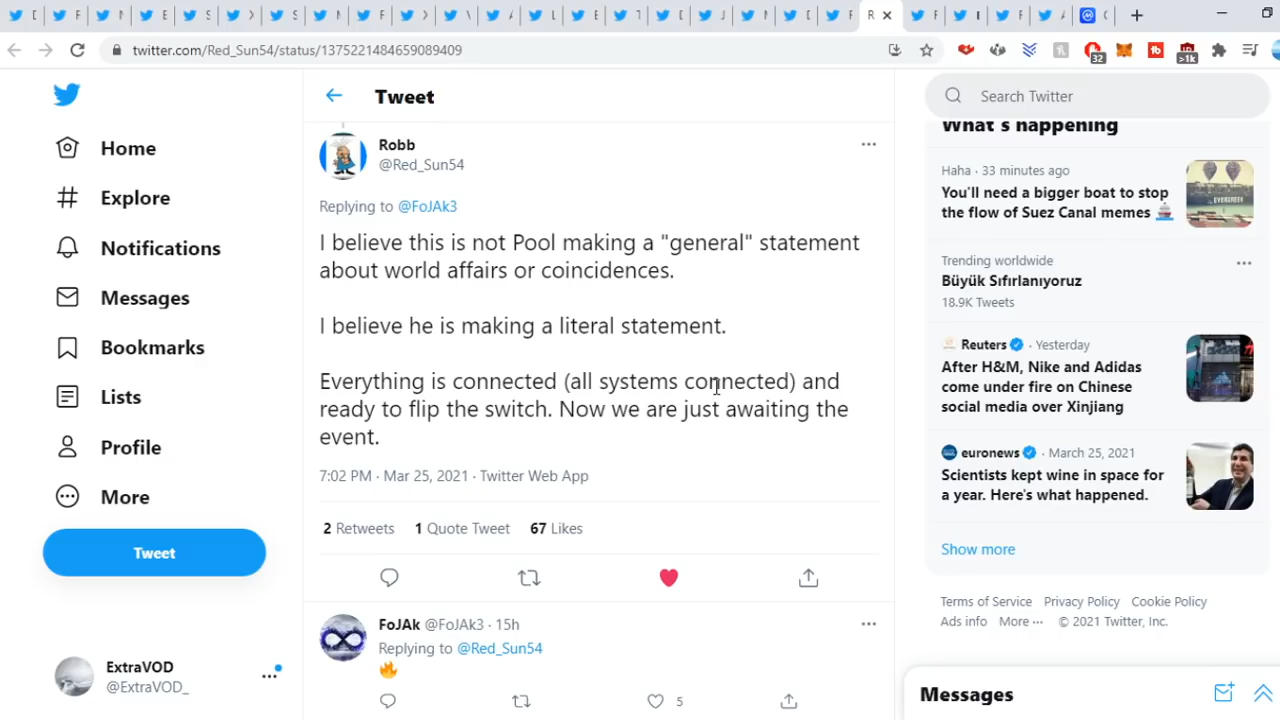 twitter.com/Red_Sun54/status/1375221484659089409
32
>1k
Home
Explore
Notifications
Messages
Bookmarks
Lists
Profile
More
Tweet
ExtraVOD
@ExtraVOD_
Tweet
Robb
@Red_Sun54
Replying to @FoJAk3
I believe this is not Pool making a "general" statement
about world affairs or coincidences.
I believe he is making a literal statement.
Everything is connected (all systems connected) and
ready to flip the switch. Now we are just awaiting the
event.
7:02 PM · Mar 25, 2021 · Twitter Web App
2 Retweets 1 Quote Tweet 67 Likes
FoJAk @FoJAk3 · 15h
Replying to @Red_Sun54
5
Search Twitter
What's happening
Haha · 33 minutes ago
You'll need a bigger boat to stop
the flow of Suez Canal memes
EVERGREEN
Trending worldwide
Büyük Sıfırlanıyoruz
18.9K Tweets
Reuters · Yesterday
After H&M, Nike and Adidas
come under fire on Chinese
social media over Xinjiang
euronews · March 25, 2021
Scientists kept wine in space for
a year. Here's what happened.
Show more
Terms of Service Privacy Policy Cookie Policy
Ads info More ··· © 2021 Twitter, Inc.
Messages